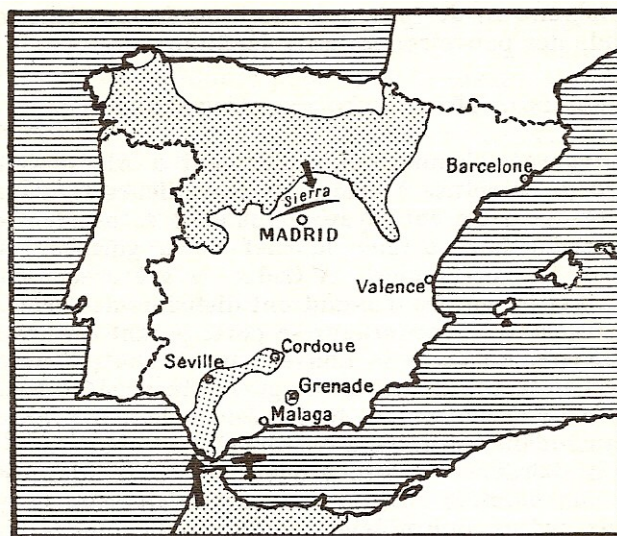 Barcelone
Sierra
MADRID
Valence
Cordoue
Séville
Grenade
Malaga